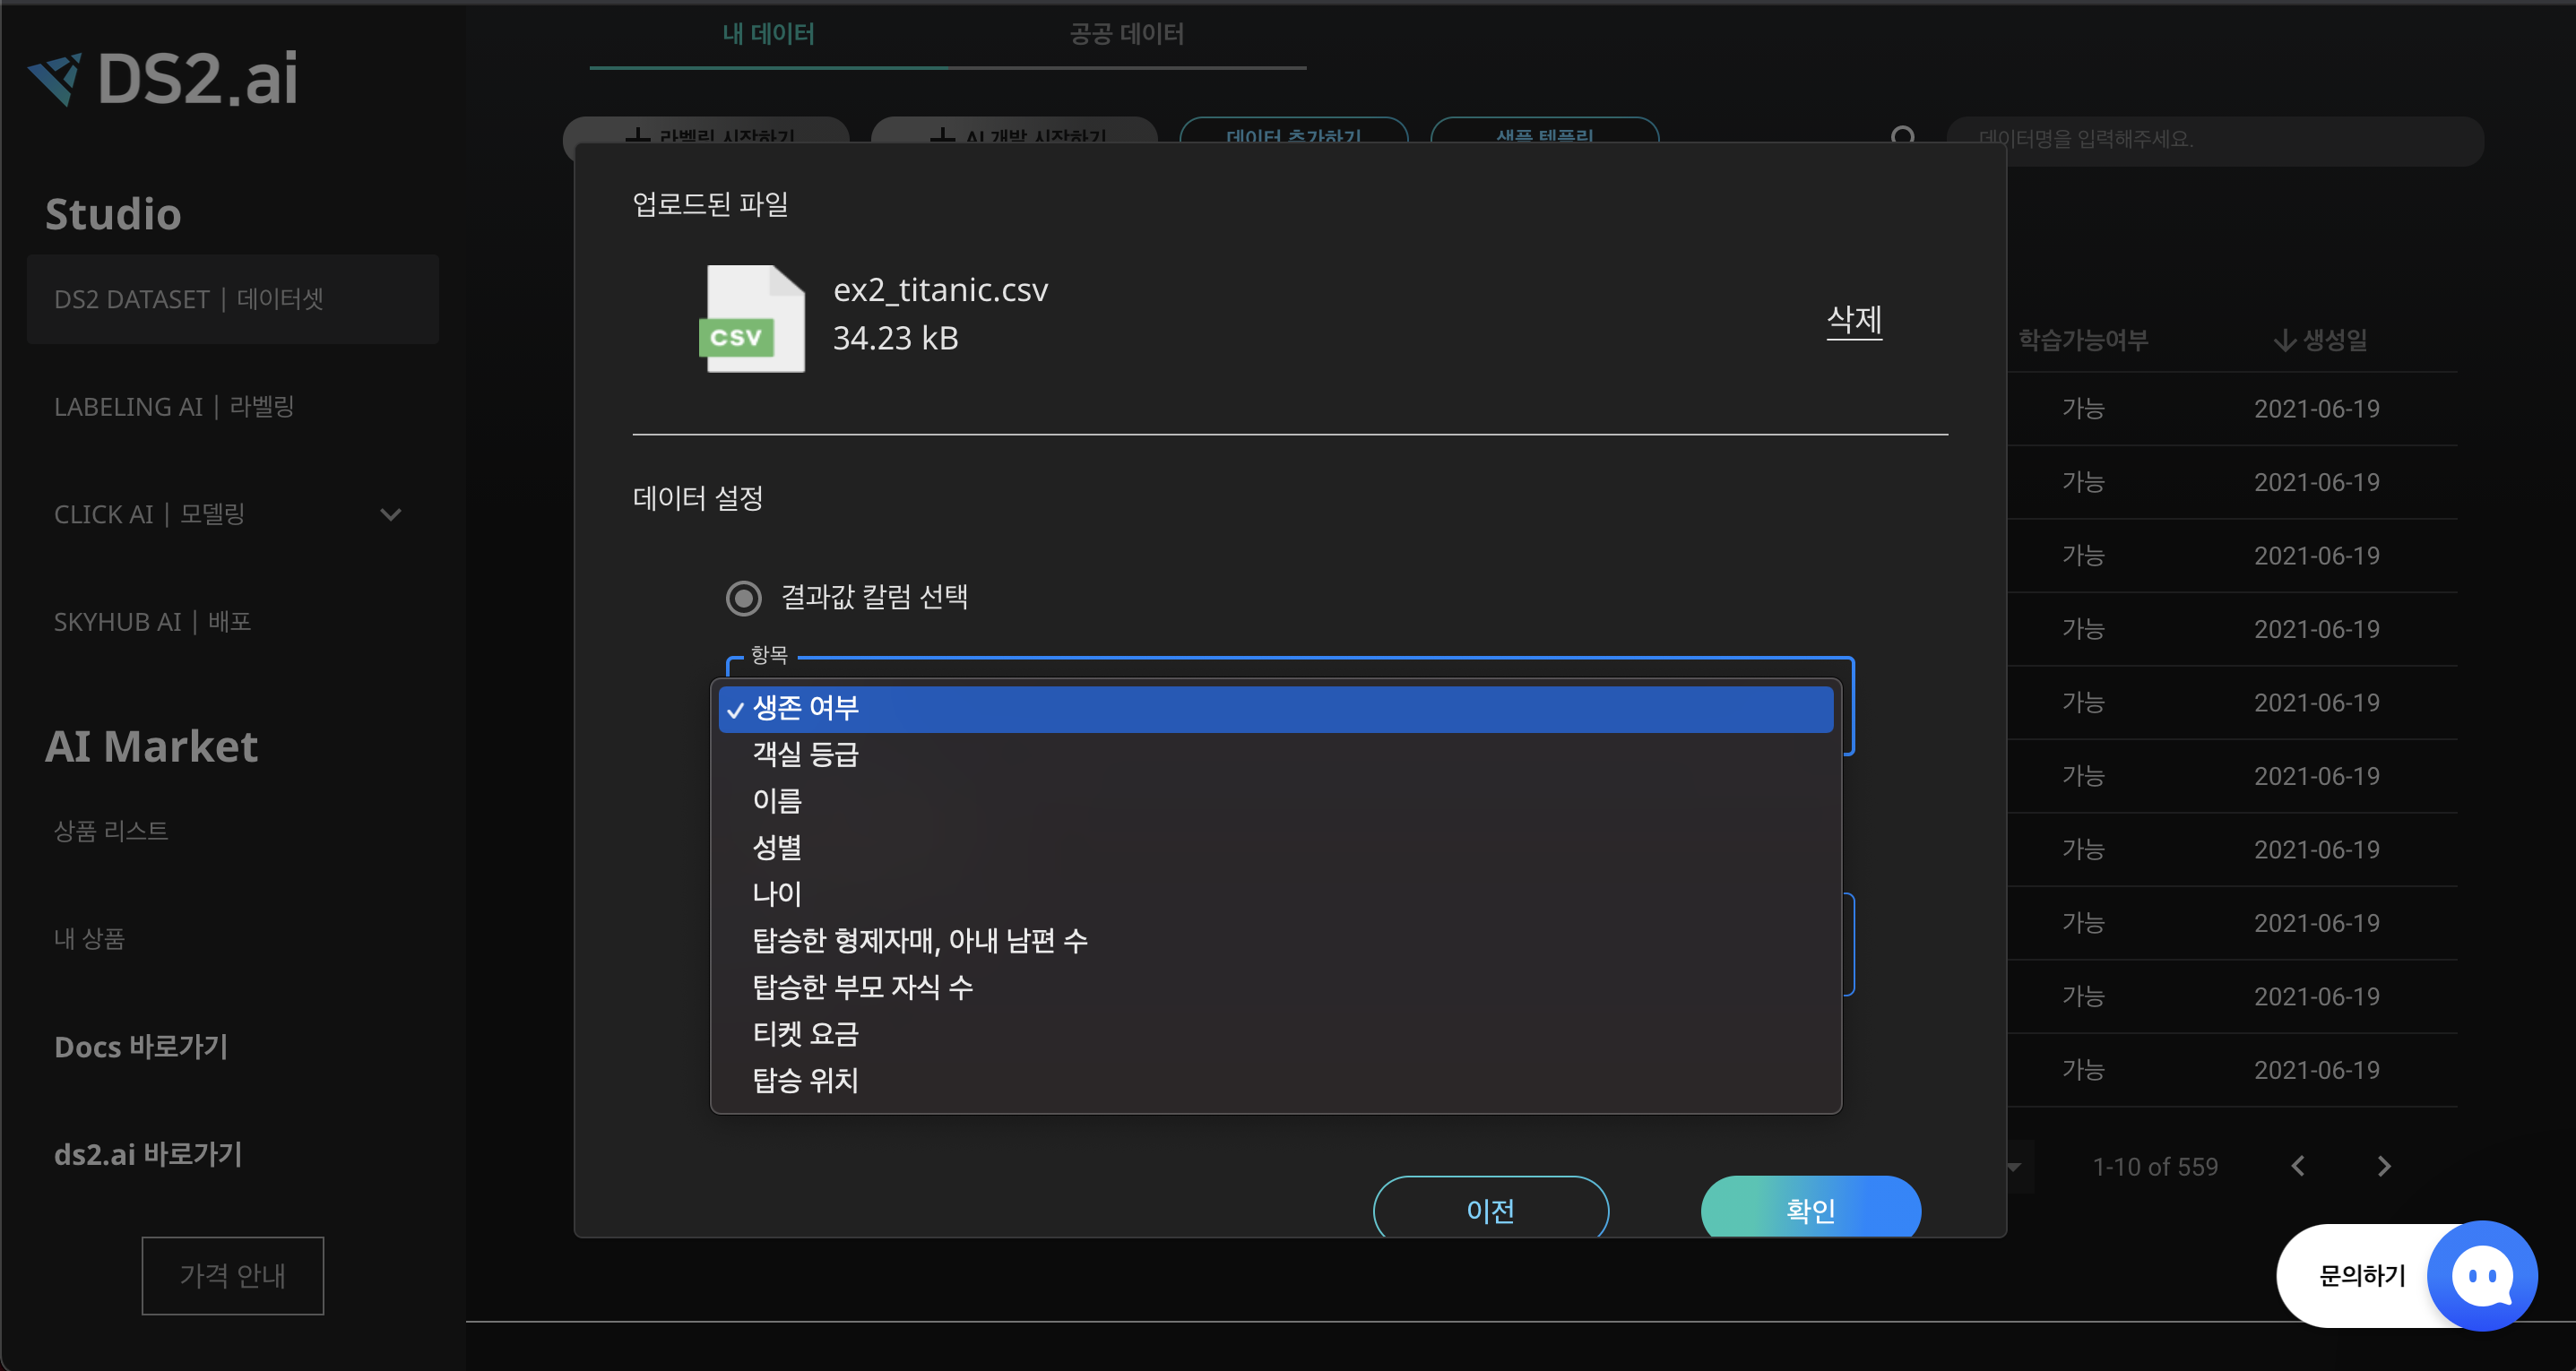 DS2.ai
Studio
DS2 DATASET | 데이터셋
LABELING AI | 라벨링
CLICK AI | 모델링
SKYHUB AI | 배포
AI Market
상품 리스트
내 상품
Docs 바로가기
ds2.ai 바로가기
가격 안내
내 데이터
공공 데이터
+ 라벨링 시작하기
+ AI 개발 시작하기
데이터 추가하기
샘플 템플릿
데이터명을 입력해주세요.
업로드된 파일
CSV
ex2_titanic.csv
34.23 kB
삭제
데이터 설정
결과값 칼럼 선택
항목
✓ 생존 여부
객실 등급
이름
성별
나이
탑승한 형제자매, 아내 남편 수
탑승한 부모 자식 수
티켓 요금
탑승 위치
이전
확인
학습가능여부 ↓ 생성일
가능 2021-06-19
가능 2021-06-19
가능 2021-06-19
가능 2021-06-19
가능 2021-06-19
가능 2021-06-19
가능 2021-06-19
가능 2021-06-19
가능 2021-06-19
가능 2021-06-19
1-10 of 559
문의하기